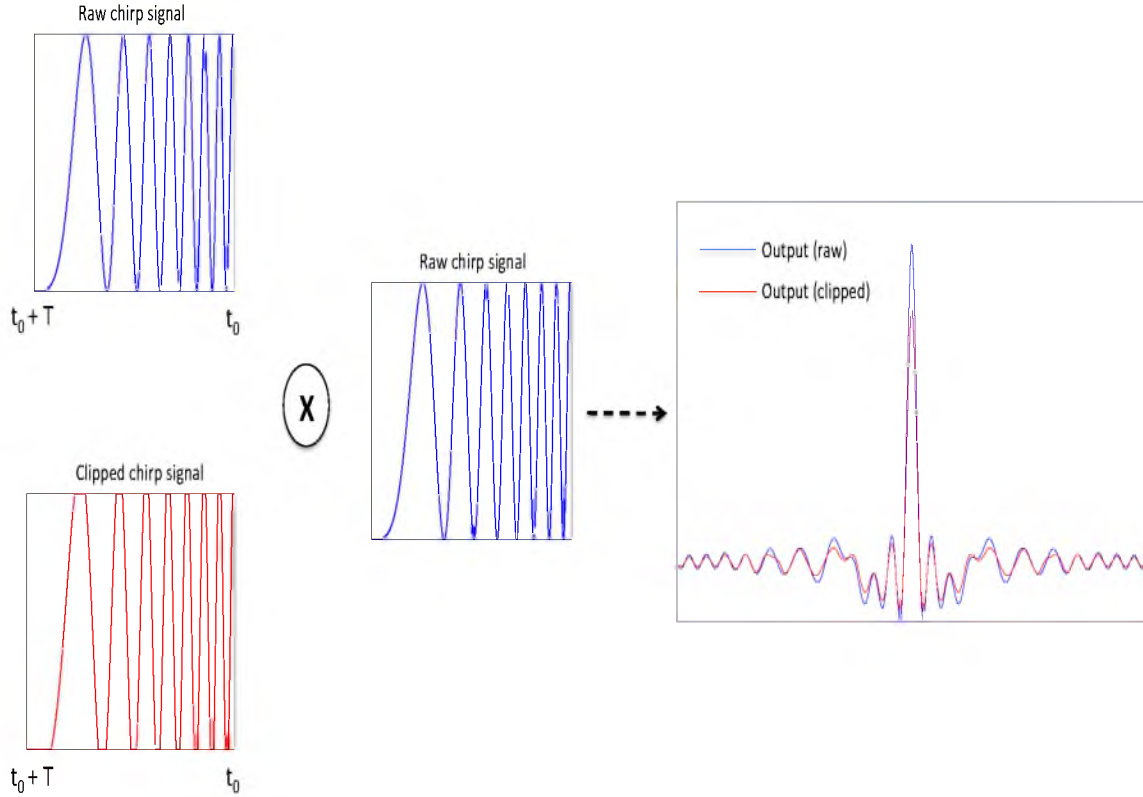 Raw chirp signal
t₀ + T
t₀
Raw chirp signal
X
Output (raw)
Output (clipped)
Clipped chirp signal
t₀ + T
t₀